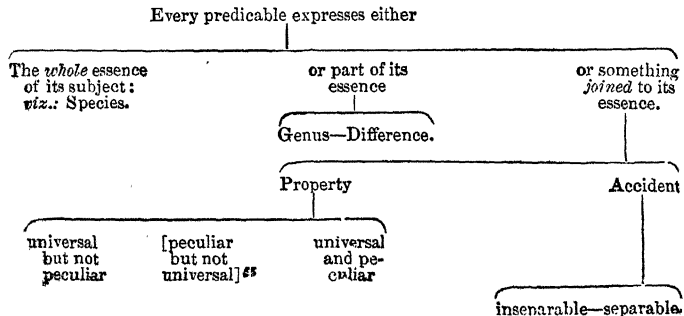 Every predicable expresses either
The whole essence
of its subject:
viz.: Species.
or part of its
essence
or something
joined to its
essence.
Genus—Difference.
Property
Accident
universal
but not
peculiar
[peculiar
but not
universal]
universal
and pe-
culiar
inseparable—separable.